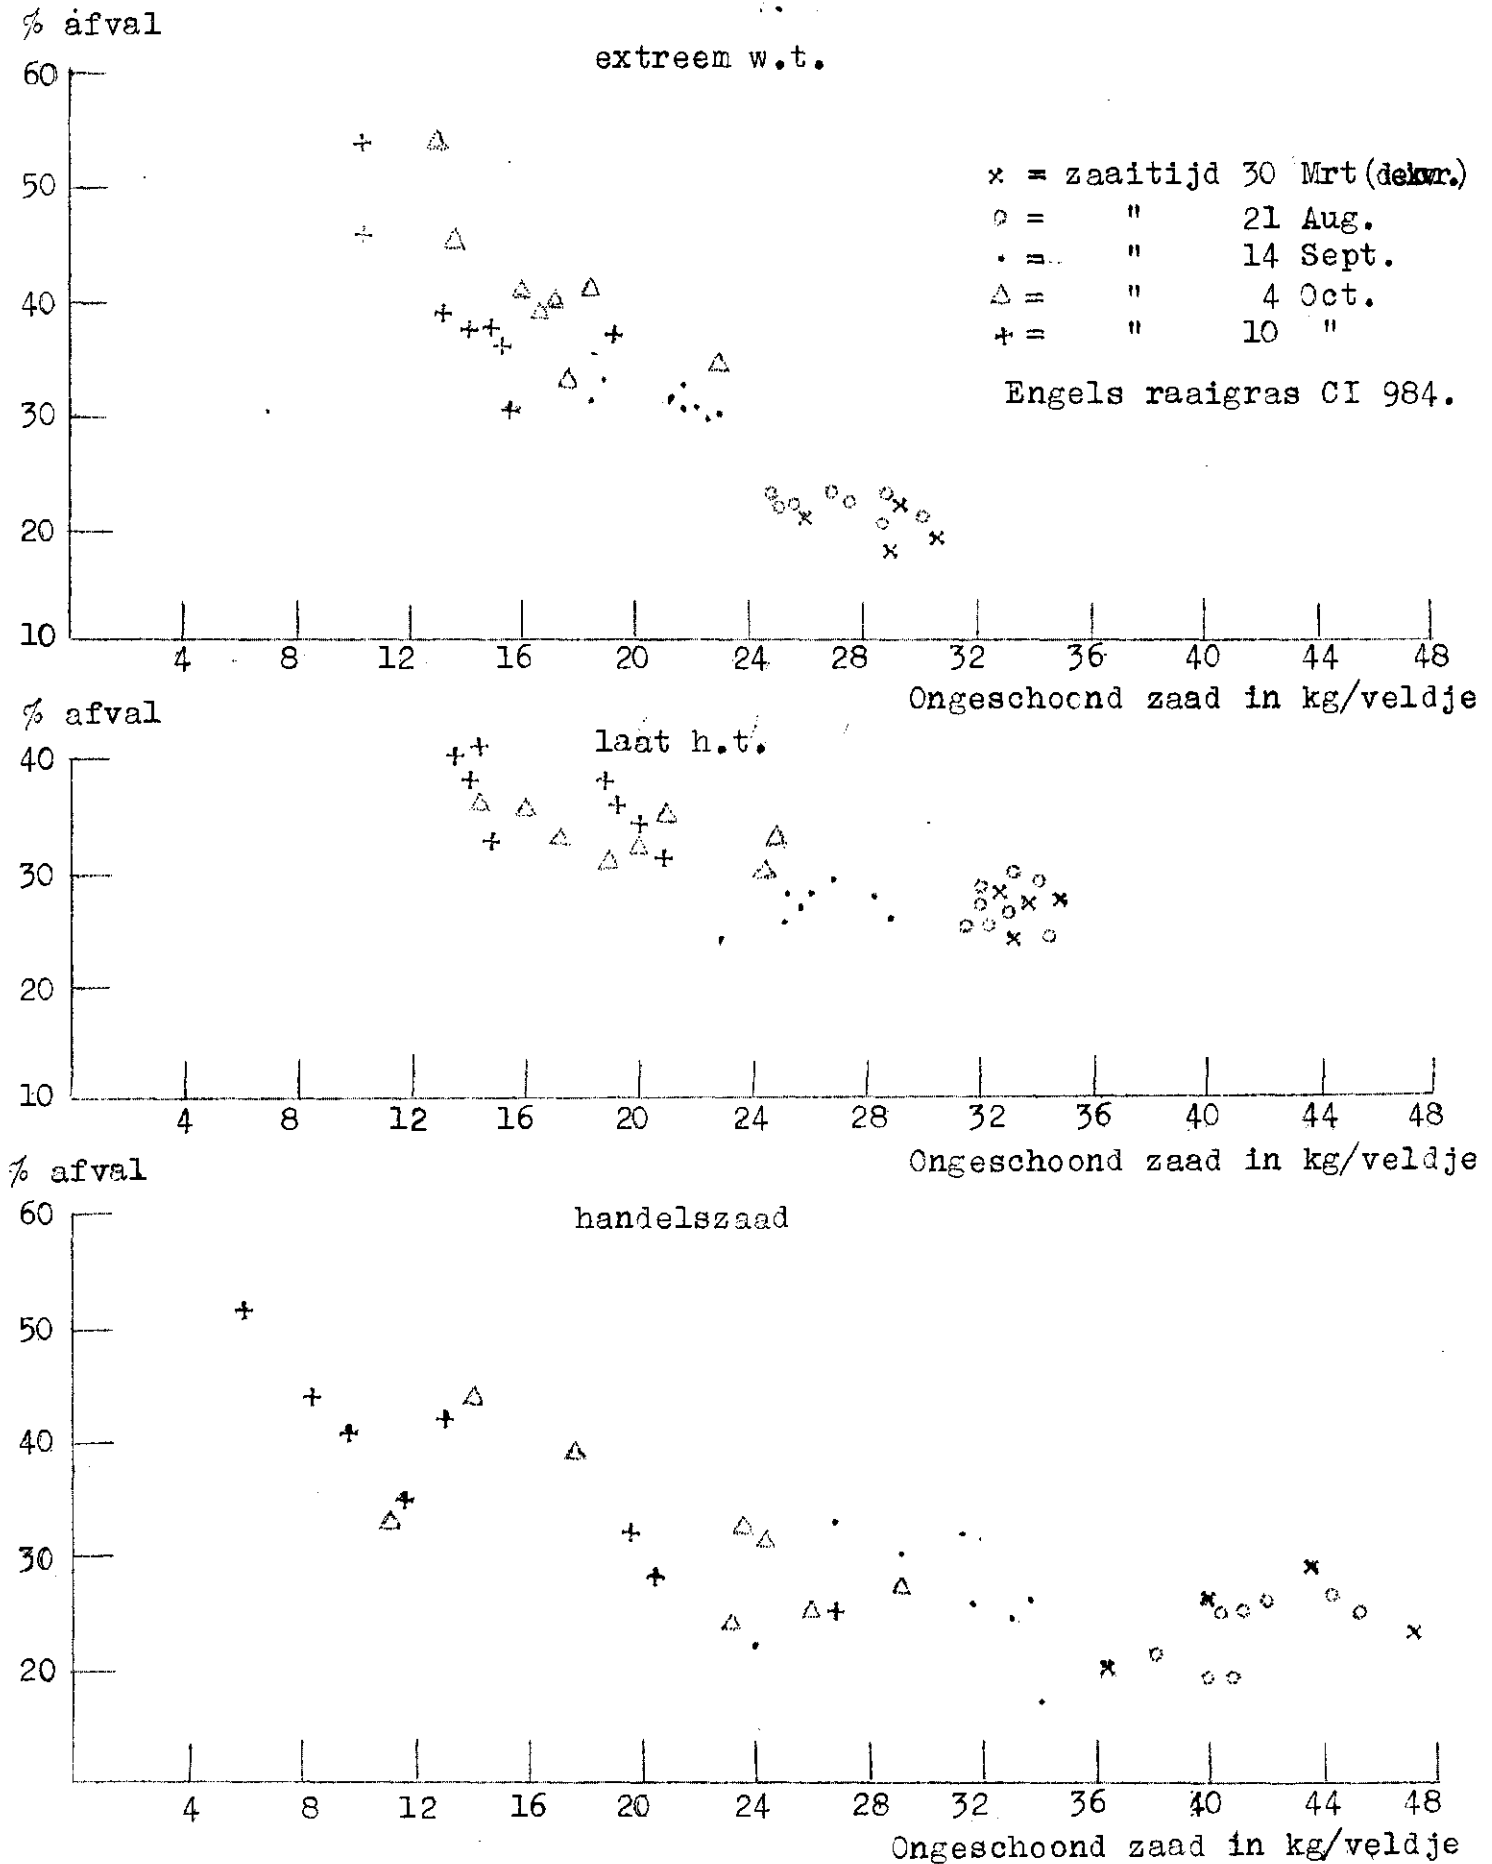 % afval
extreem w.t.
60
50
40
30
20
10
x = zaaitijd 30 Mrt (dekvr.)
o = " 21 Aug.
. = " 14 Sept.
△ = " 4 Oct.
+ = " 10 "
Engels raaigras CI 984.
4 8 12 16 20 24 28 32 36 40 44 48
Ongeschoond zaad in kg/veldje
% afval
laat h.t.
40
30
20
10
4 8 12 16 20 24 28 32 36 40 44 48
Ongeschoond zaad in kg/veldje
% afval
60
handelszaad
50
40
30
20
4 8 12 16 20 24 28 32 36 40 44 48
Ongeschoond zaad in kg/veldje